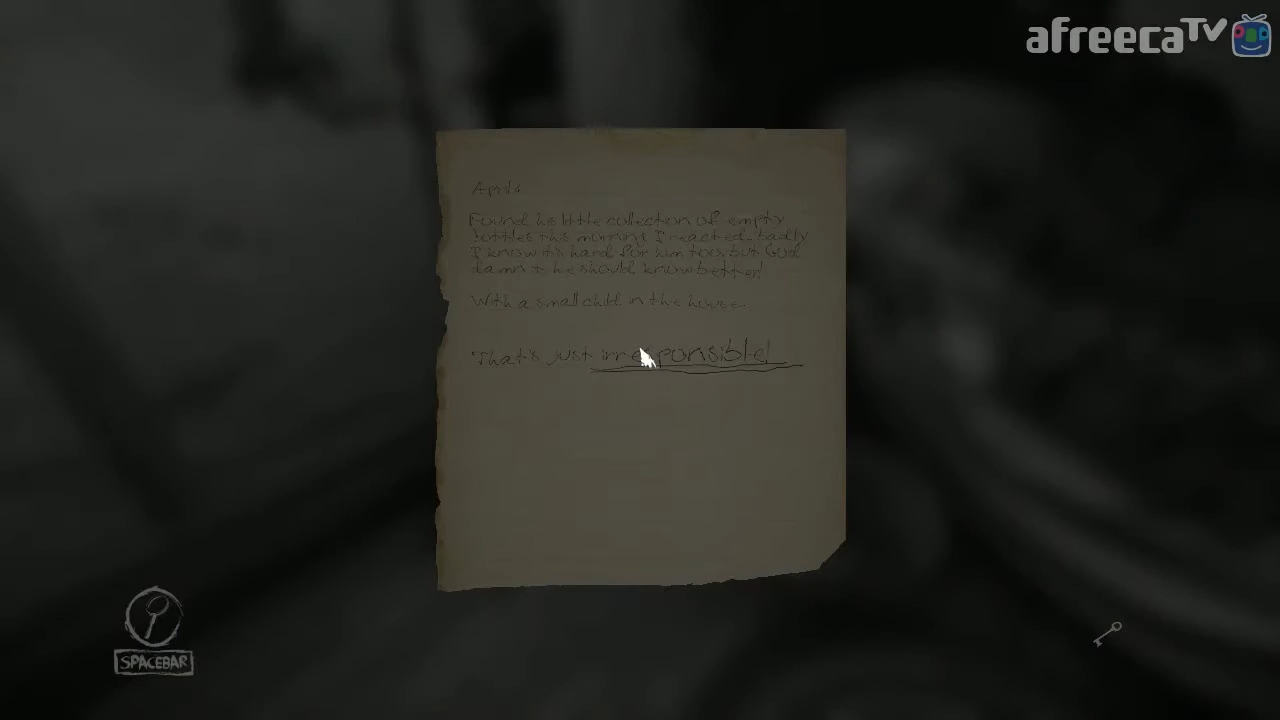 afreecaTV
Found his little collection of empty
bottles this morning I reacted.. badly
I know it's hard for him too, but God
damn it he should know better!
With a small child in the house.
That's just irresponsible!
SPACEBAR